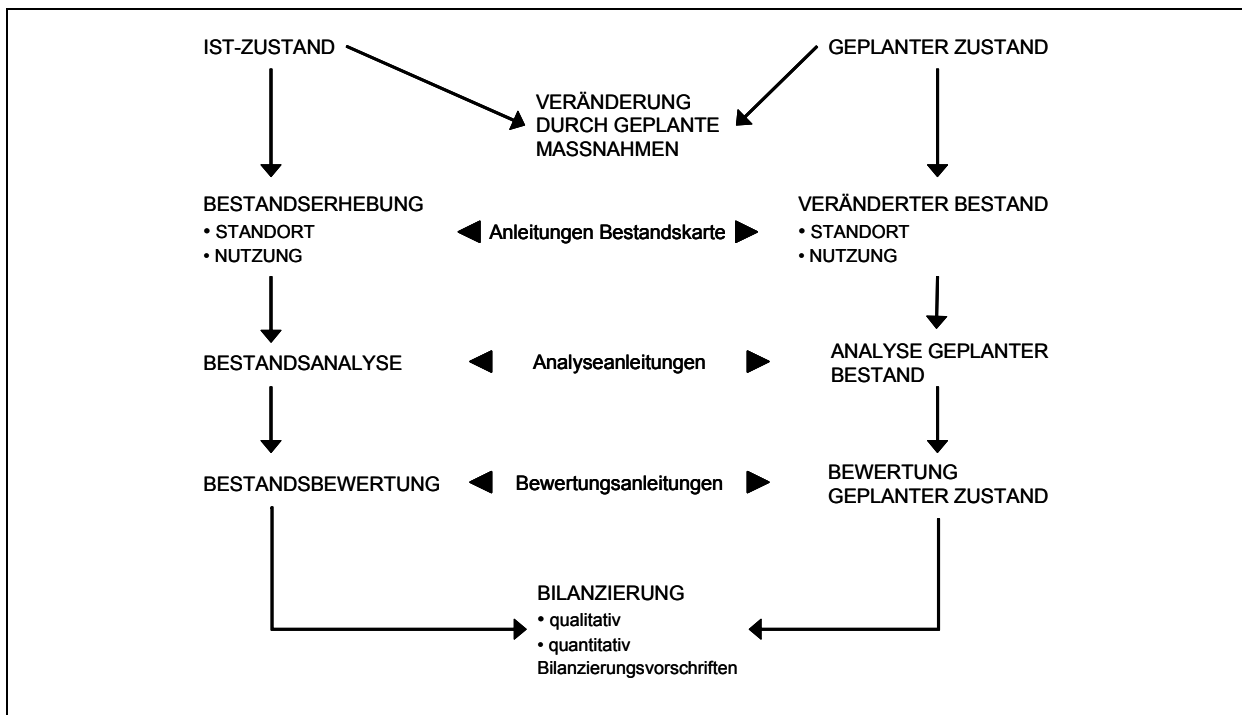 IST-ZUSTAND
GEPLANTER ZUSTAND
VERÄNDERUNG
DURCH GEPLANTE
MASSNAHMEN
BESTANDSERHEBUNG
• STANDORT
• NUTZUNG
Anleitungen Bestandskarte
VERÄNDERTER BESTAND
• STANDORT
• NUTZUNG
BESTANDSANALYSE
Analyseanleitungen
ANALYSE GEPLANTER
BESTAND
BESTANDSBEWERTUNG
Bewertungsanleitungen
BEWERTUNG
GEPLANTER ZUSTAND
BILANZIERUNG
• qualitativ
• quantitativ
Bilanzierungsvorschriften